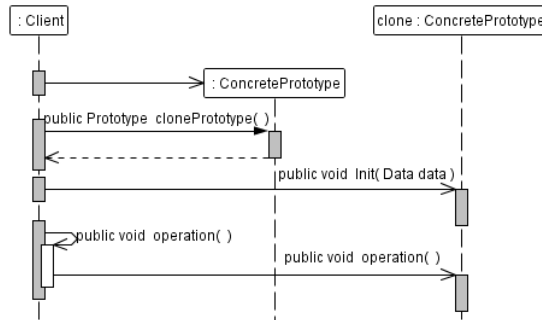 : Client
clone : ConcretePrototype
: ConcretePrototype
public Prototype clonePrototype( )
public void Init( Data data )
public void operation( )
public void operation( )